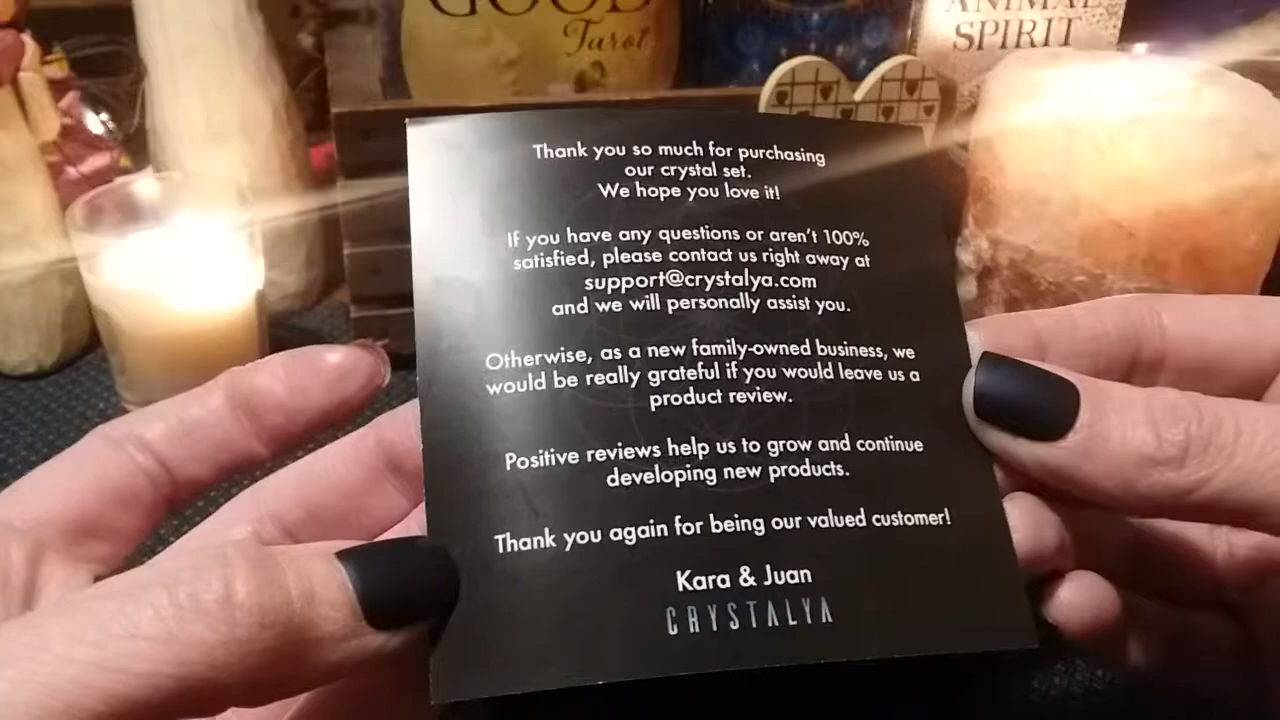 GOOD
Tarot
ANIMAL
SPIRIT
Thank you so much for purchasing
our crystal set.
We hope you love it!
If you have any questions or aren't 100%
satisfied, please contact us right away at
support@crystalya.com
and we will personally assist you.
Otherwise, as a new family-owned business, we
would be really grateful if you would leave us a
product review.
Positive reviews help us to grow and continue
developing new products.
Thank you again for being our valued customer!
Kara & Juan
CRYSTALYA